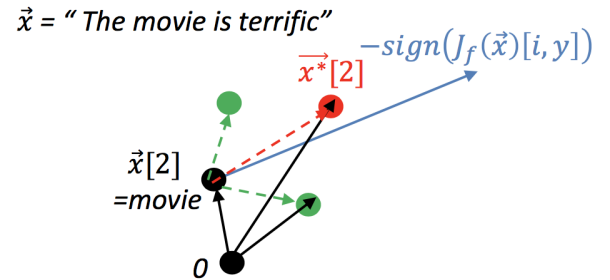 x⃗ = “ The movie is terrific”
−sign(J_f(x⃗)[i, y])
x*⃗[2]
x⃗[2]
=movie
0